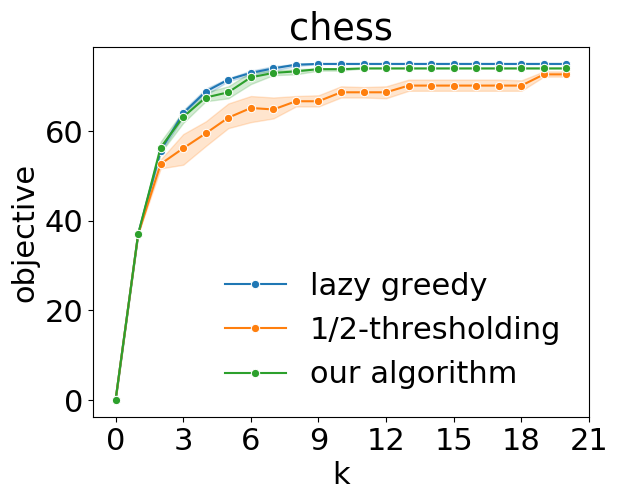 chess
objective
60
40
20
0
lazy greedy
1/2-thresholding
our algorithm
0 3 6 9 12 15 18 21
k